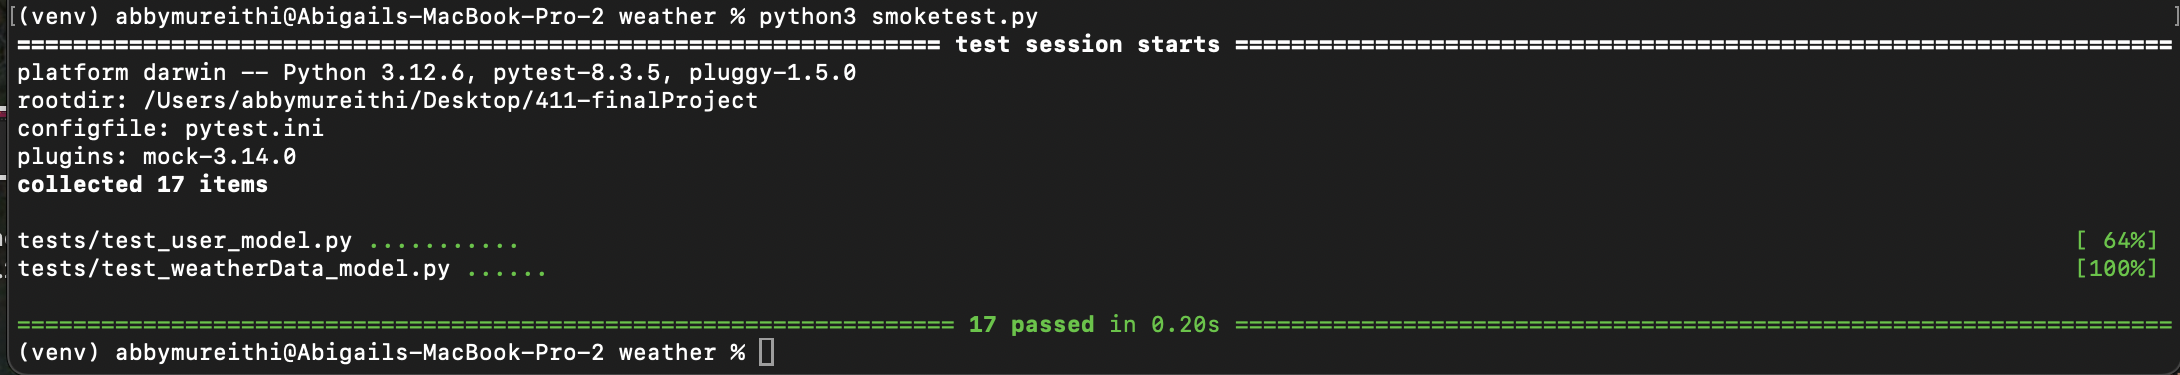 (venv) abbymureithi@Abigails-MacBook-Pro-2 weather % python3 smoketest.py
================================================================== test session starts ===================================================================
platform darwin -- Python 3.12.6, pytest-8.3.5, pluggy-1.5.0
rootdir: /Users/abbymureithi/Desktop/411-finalProject
configfile: pytest.ini
plugins: mock-3.14.0
collected 17 items
tests/test_user_model.py ........... [ 64%]
tests/test_weatherData_model.py ...... [100%]
=================================================================== 17 passed in 0.20s ===================================================================
(venv) abbymureithi@Abigails-MacBook-Pro-2 weather %